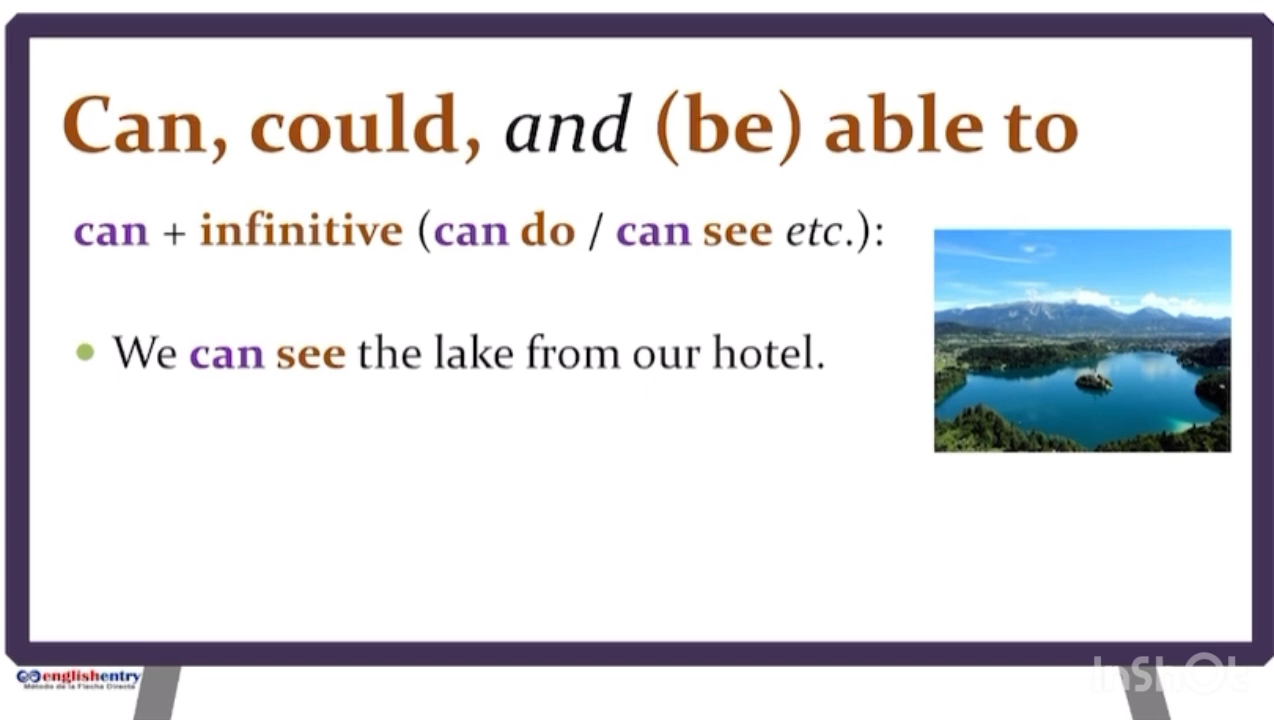 Can, could, and (be) able to
can + infinitive (can do / can see etc.):
• We can see the lake from our hotel.
englishentry
Método de la Flecha Directa
InShOt